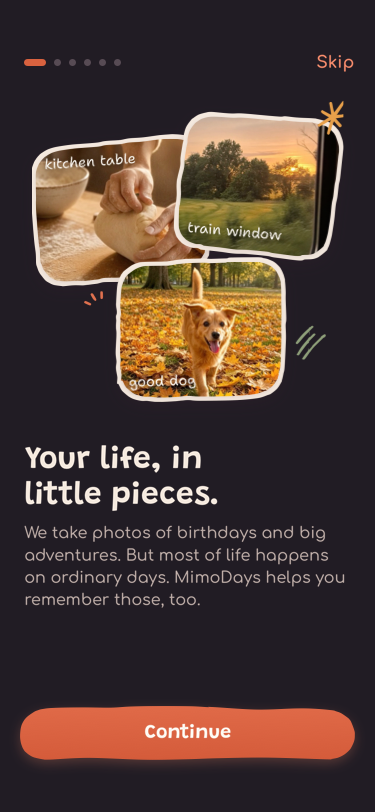 Skip
kitchen table
train window
good dog
Your life, in
little pieces.
We take photos of birthdays and big
adventures. But most of life happens
on ordinary days. MimoDays helps you
remember those, too.
Continue